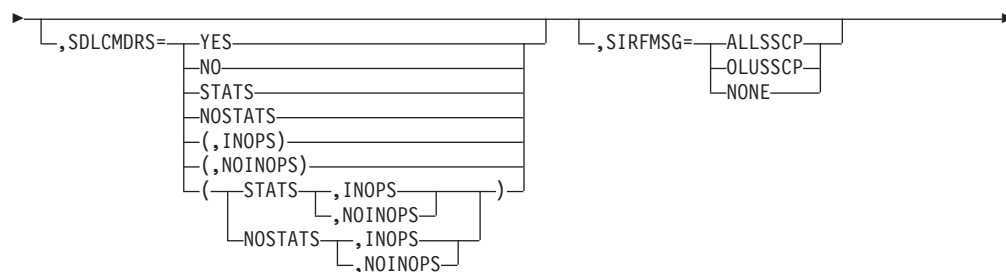 ,SDLCMDRS= YES ,SIRFMSG= ALLSSCP
NO OLUSSCP
STATS NONE
NOSTATS
(,INOPS)
(,NOINOPS)
( STATS ,INOPS )
,NOINOPS
NOSTATS ,INOPS
,NOINOPS